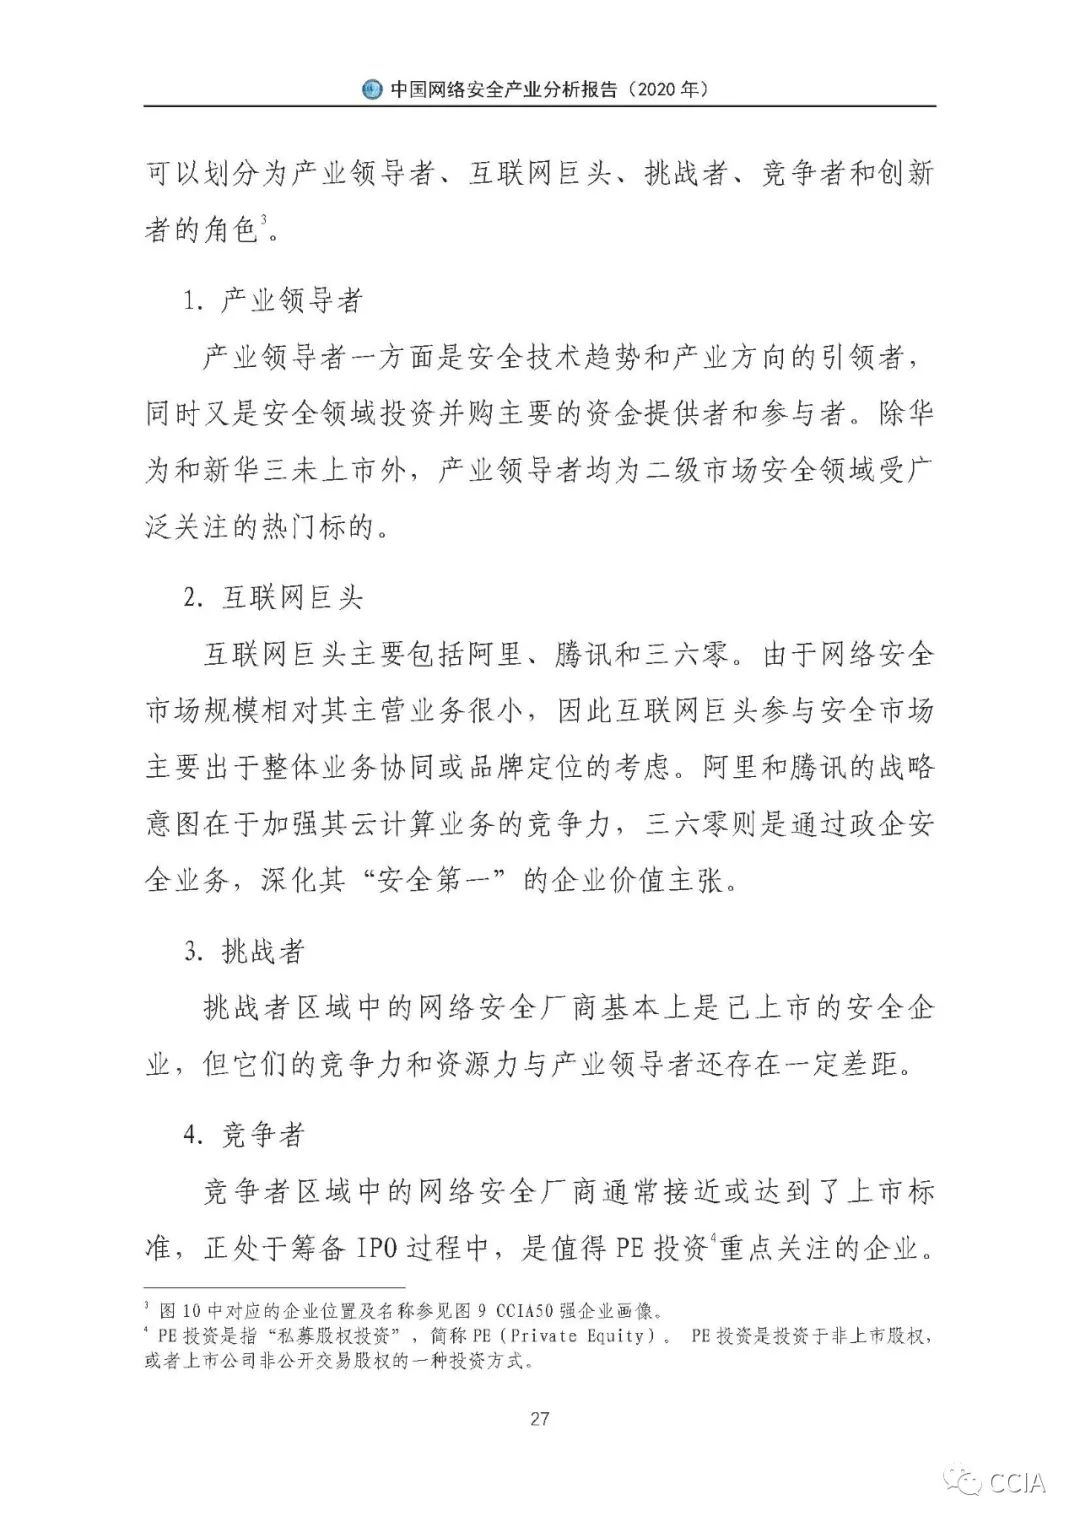 中国网络安全产业分析报告（2020 年）
可以划分为产业领导者、互联网巨头、挑战者、竞争者和创新
者的角色³。
1. 产业领导者
产业领导者一方面是安全技术趋势和产业方向的引领者，
同时又是安全领域投资并购主要的资金提供者和参与者。除华
为和新华三未上市外，产业领导者均为二级市场安全领域受广
泛关注的热门标的。
2. 互联网巨头
互联网巨头主要包括阿里、腾讯和三六零。由于网络安全
市场规模相对其主营业务很小，因此互联网巨头参与安全市场
主要出于整体业务协同或品牌定位的考虑。阿里和腾讯的战略
意图在于加强其云计算业务的竞争力，三六零则是通过政企安
全业务，深化其“安全第一”的企业价值主张。
3. 挑战者
挑战者区域中的网络安全厂商基本上是已上市的安全企
业，但它们的竞争力和资源力与产业领导者还存在一定差距。
4. 竞争者
竞争者区域中的网络安全厂商通常接近或达到了上市标
准，正处于筹备 IPO 过程中，是值得 PE 投资⁴重点关注的企业。
³ 图 10 中对应的企业位置及名称参见图 9 CCIA50 强企业画像。
⁴ PE 投资是指“私募股权投资”，简称 PE（Private Equity）。 PE 投资是投资于非上市股权，
或者上市公司非公开交易股权的一种投资方式。
27
CCIA